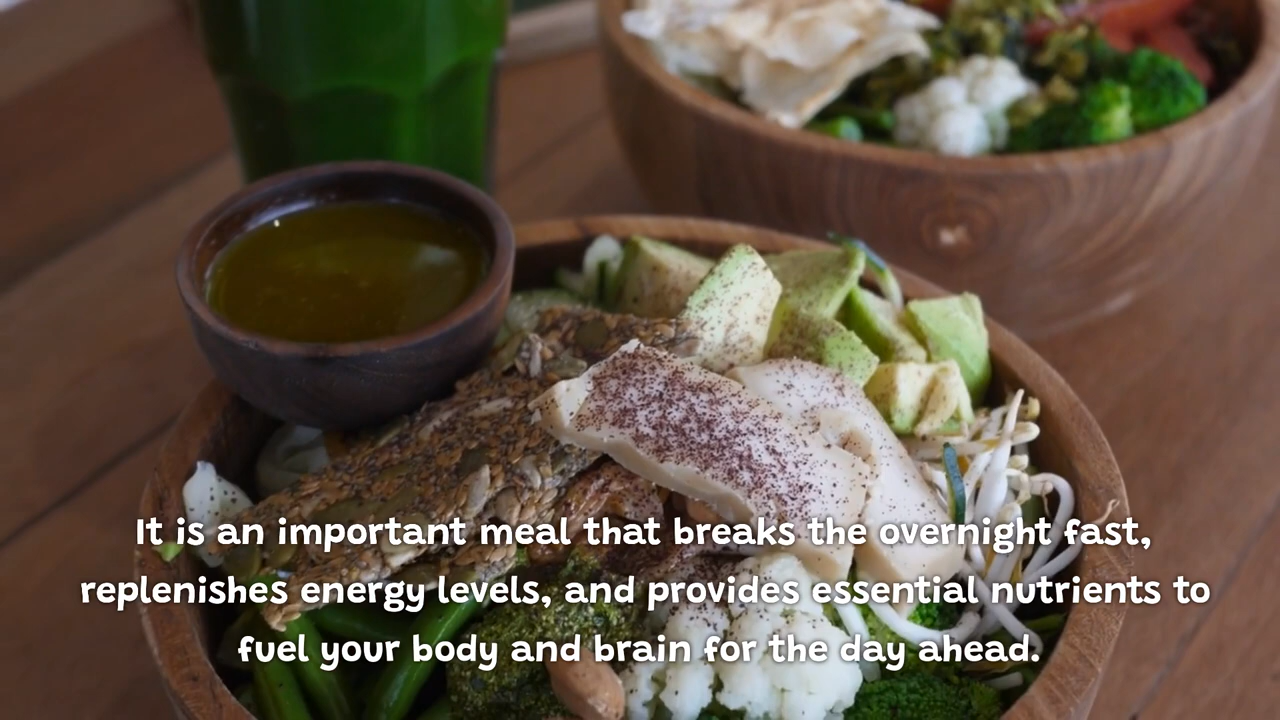 It is an important meal that breaks the overnight fast,
replenishes energy levels, and provides essential nutrients to
fuel your body and brain for the day ahead.